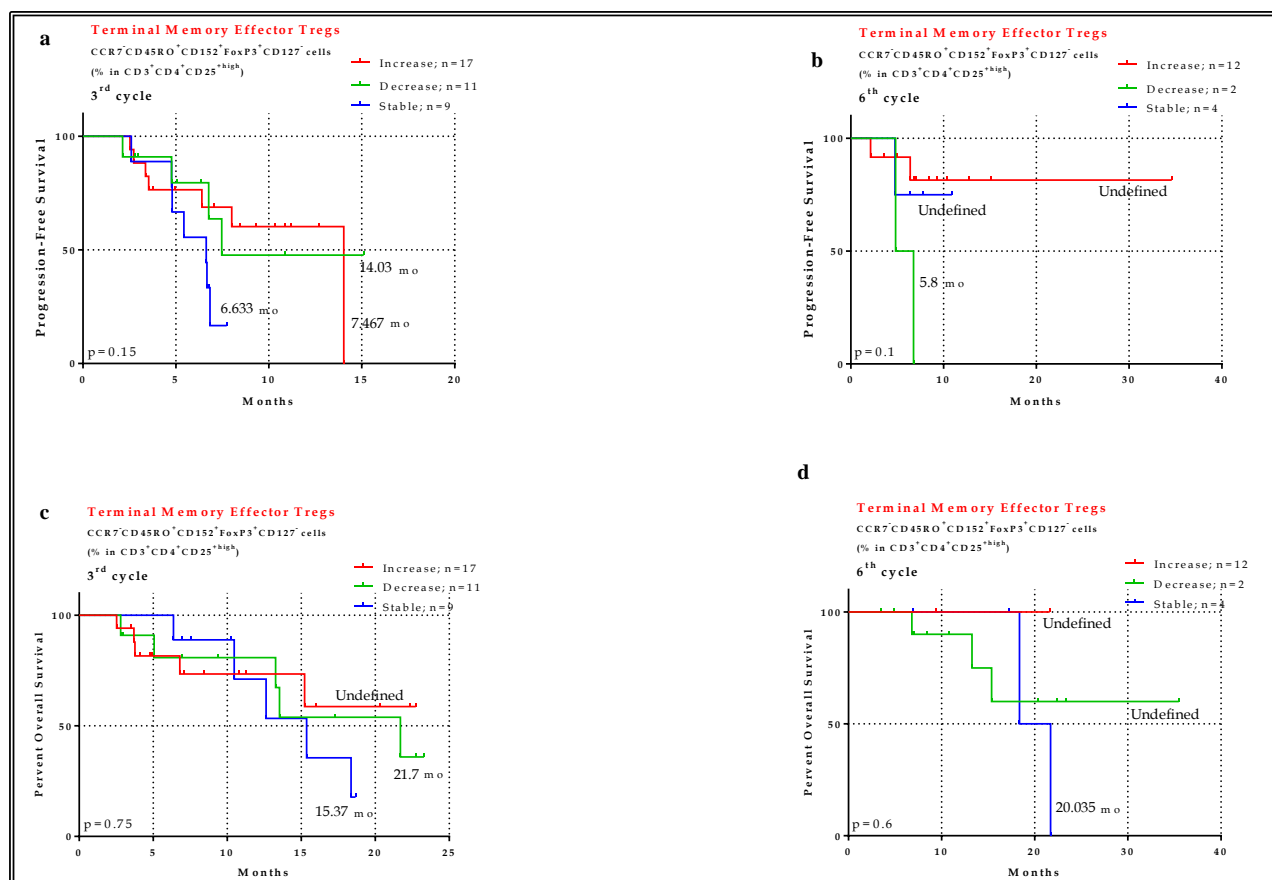 a
Terminal Memory Effector Tregs
CCR7⁻CD45RO⁺CD152⁺FoxP3⁺CD127⁻ cells
(% in CD3⁺CD4⁺CD25⁺ʰⁱᵍʰ)
3ʳᵈ cycle
Increase; n=17
Decrease; n=11
Stable; n=9
Progression-Free Survival
100
50
0
14.03 mo
6.633 mo
7.467 mo
p=0.15
0 5 10 15 20
Months
b
Terminal Memory Effector Tregs
CCR7⁻CD45RO⁺CD152⁺FoxP3⁺CD127⁻ cells
(% in CD3⁺CD4⁺CD25⁺ʰⁱᵍʰ)
6ᵗʰ cycle
Increase; n=12
Decrease; n=2
Stable; n=4
Progression-Free Survival
100
50
0
Undefined
Undefined
5.8 mo
p=0.1
0 10 20 30 40
Months
c
Terminal Memory Effector Tregs
CCR7⁻CD45RO⁺CD152⁺FoxP3⁺CD127⁻ cells
(% in CD3⁺CD4⁺CD25⁺ʰⁱᵍʰ)
3ʳᵈ cycle
Increase; n=17
Decrease; n=11
Stable; n=9
Pervent Overall Survival
100
50
0
Undefined
21.7 mo
15.37 mo
p=0.75
0 5 10 15 20 25
Months
d
Terminal Memory Effector Tregs
CCR7⁻CD45RO⁺CD152⁺FoxP3⁺CD127⁻ cells
(% in CD3⁺CD4⁺CD25⁺ʰⁱᵍʰ)
6ᵗʰ cycle
Increase; n=12
Decrease; n=2
Stable; n=4
Percent Overall Survival
100
50
0
Undefined
Undefined
20.035 mo
p=0.6
0 10 20 30 40
Months